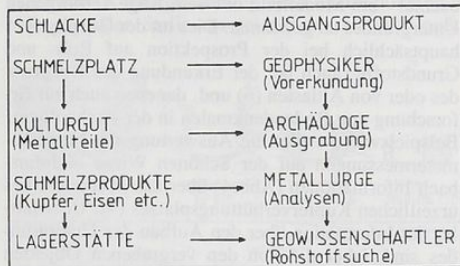 SCHLACKE → AUSGANGSPRODUKT
SCHMELZPLATZ → GEOPHYSIKER
(Vorerkundung)
KULTURGUT → ARCHÄOLOGE
(Metallteile) (Ausgrabung)
SCHMELZPRODUKTE → METALLURGE
(Kupfer, Eisen etc.) (Analysen)
LAGERSTÄTTE → GEOWISSENSCHAFTLER
(Rohstoffsuche)